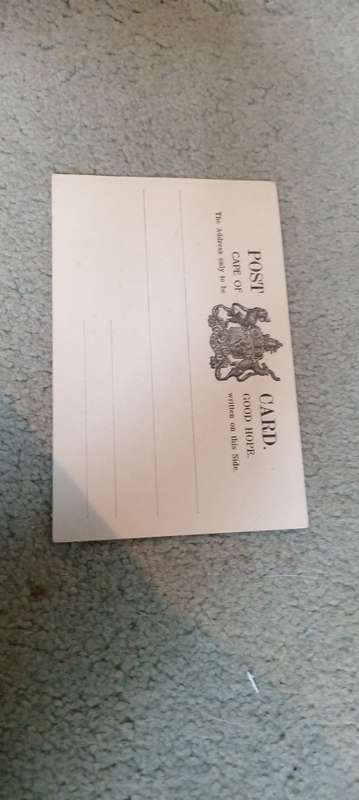 POST CARD.
CAPE OF GOOD HOPE.
The Address only to be written on this Side.